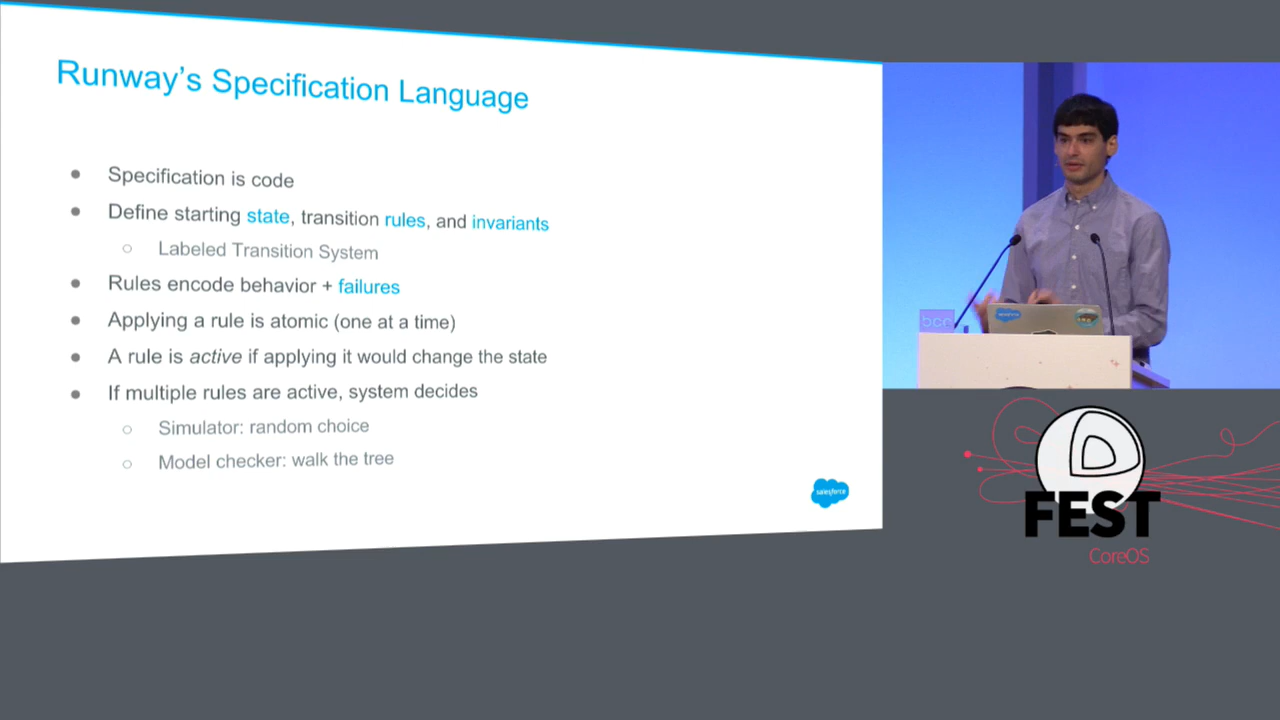 Runway's Specification Language
Specification is code
Define starting state, transition rules, and invariants
Labeled Transition System
Rules encode behavior + failures
Applying a rule is atomic (one at a time)
A rule is active if applying it would change the state
If multiple rules are active, system decides
Simulator: random choice
Model checker: walk the tree
salesforce
bcc
FEST
CoreOS